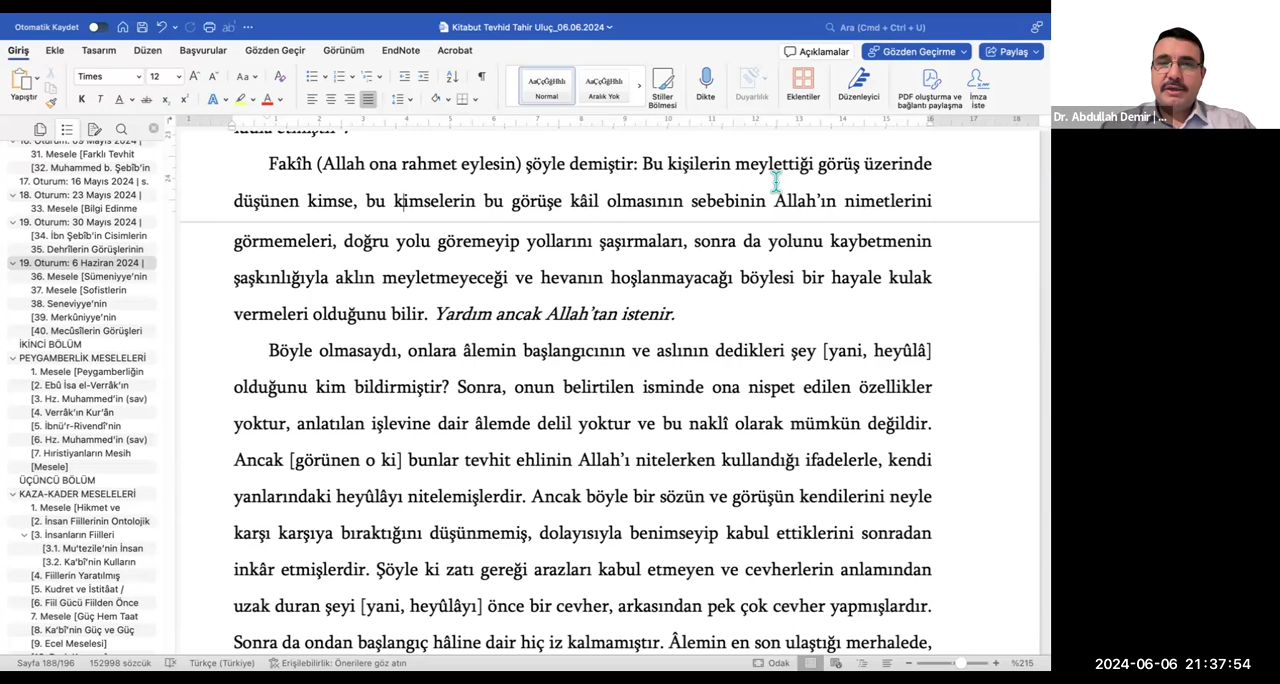 Otomatik Kaydet
Kitabut Tevhid Tahir Uluç_06.06.2024
Ara (Cmd + Ctrl + U)
Giriş Ekle Tasarım Düzen Başvurular Gözden Geçir Görünüm EndNote Acrobat
Açıklamalar Gözden Geçirme Paylaş
Yapıştır
Times 12
K T A
AaÇçĞğHhIı AaÇçĞğHhIı
Normal Aralık Yok
Stiller Bölmesi
Dikte
Duyarlılık
Eklentiler
Düzenleyici
PDF oluşturma ve bağlantı paylaşma
İmza İste
31. Mesele [Farklı Tevhid
[32. Muhammed b. Şebîb'in
17. Oturum: 16 Mayıs 2024 | s.
18. Oturum: 23 Mayıs 2024 |
33. Mesele [Bilgi Edinme
19. Oturum: 30 Mayıs 2024 |
[34. İbn Şebîb'in Cisimlerin
35. Dehrîlerin Görüşlerinin
19. Oturum: 6 Haziran 2024 |
36. Mesele [Sümeniyye'nin
37. Mesele [Sofistlerin
38. Seneviyye'nin
[39. Merkûniyye'nin
[40. Mecûsîlerin Görüşleri
İKİNCİ BÖLÜM
PEYGAMBERLİK MESELELERİ
1. Mesele [Peygamberliğin
[2. Ebû İsa el-Verrâk'ın
[3. Hz. Muhammed'in (sav)
[4. Verrâk'ın Kur'ân
[5. İbnü'r-Rivendî'nin
[6. Hz. Muhammed'in (sav)
[7. Hıristiyanların Mesih
[Mesele]
ÜÇÜNCÜ BÖLÜM
KAZA-KADER MESELELERİ
1. Mesele [Hikmet ve
[2. İnsan Fiillerinin Ontolojik
[3. İnsanların Fiilleri
[3.1. Mu'tezile'nin İnsan
[3.2. Ka'bî'nin Kulların
[4. Fiillerin Yaratılmış
[5. Kudret ve İstitâat /
[6. Fiil Gücü Fiilden Önce
7. Mesele [Güç Hem Taat
[8. Ka'bî'nin Güç ve Güç
[9. Ecel Meselesi]
Fakîh (Allah ona rahmet eylesin) şöyle demiştir: Bu kişilerin meylettiği görüş üzerinde
düşünen kimse, bu kimselerin bu görüşe kâil olmasının sebebinin Allah'ın nimetlerini
görmemeleri, doğru yolu göremeyip yollarını şaşırmaları, sonra da yolunu kaybetmenin
şaşkınlığıyla aklın meyletmeyeceği ve hevanın hoşlanmayacağı böylesi bir hayale kulak
vermeleri olduğunu bilir. Yardım ancak Allah'tan istenir.
Böyle olmasaydı, onlara âlemin başlangıcının ve aslının dedikleri şey [yani, heyûlâ]
olduğunu kim bildirmiştir? Sonra, onun belirtilen isminde ona nispet edilen özellikler
yoktur, anlatılan işlevine dair âlemde delil yoktur ve bu naklî olarak mümkün değildir.
Ancak [görünen o ki] bunlar tevhit ehlinin Allah'ı nitelerken kullandığı ifadelerle, kendi
yanlarındaki heyûlâyı nitelemişlerdir. Ancak böyle bir sözün ve görüşün kendilerini neyle
karşı karşıya bıraktığını düşünmemiş, dolayısıyla benimseyip kabul ettiklerini sonradan
inkâr etmişlerdir. Şöyle ki zatı gereği arazları kabul etmeyen ve cevherlerin anlamından
uzak duran şeyi [yani, heyûlâyı] önce bir cevher, arkasından pek çok cevher yapmışlardır.
Sonra da ondan başlangıç hâline dair hiç iz kalmamıştır. Âlemin en son ulaştığı merhalede,
Sayfa 188/196 152998 sözcük Türkçe (Türkiye) Erişilebilirlik: Önerilere göz atın Odak %215
Dr. Abdullah Demir |...
2024-06-06 21:37:54